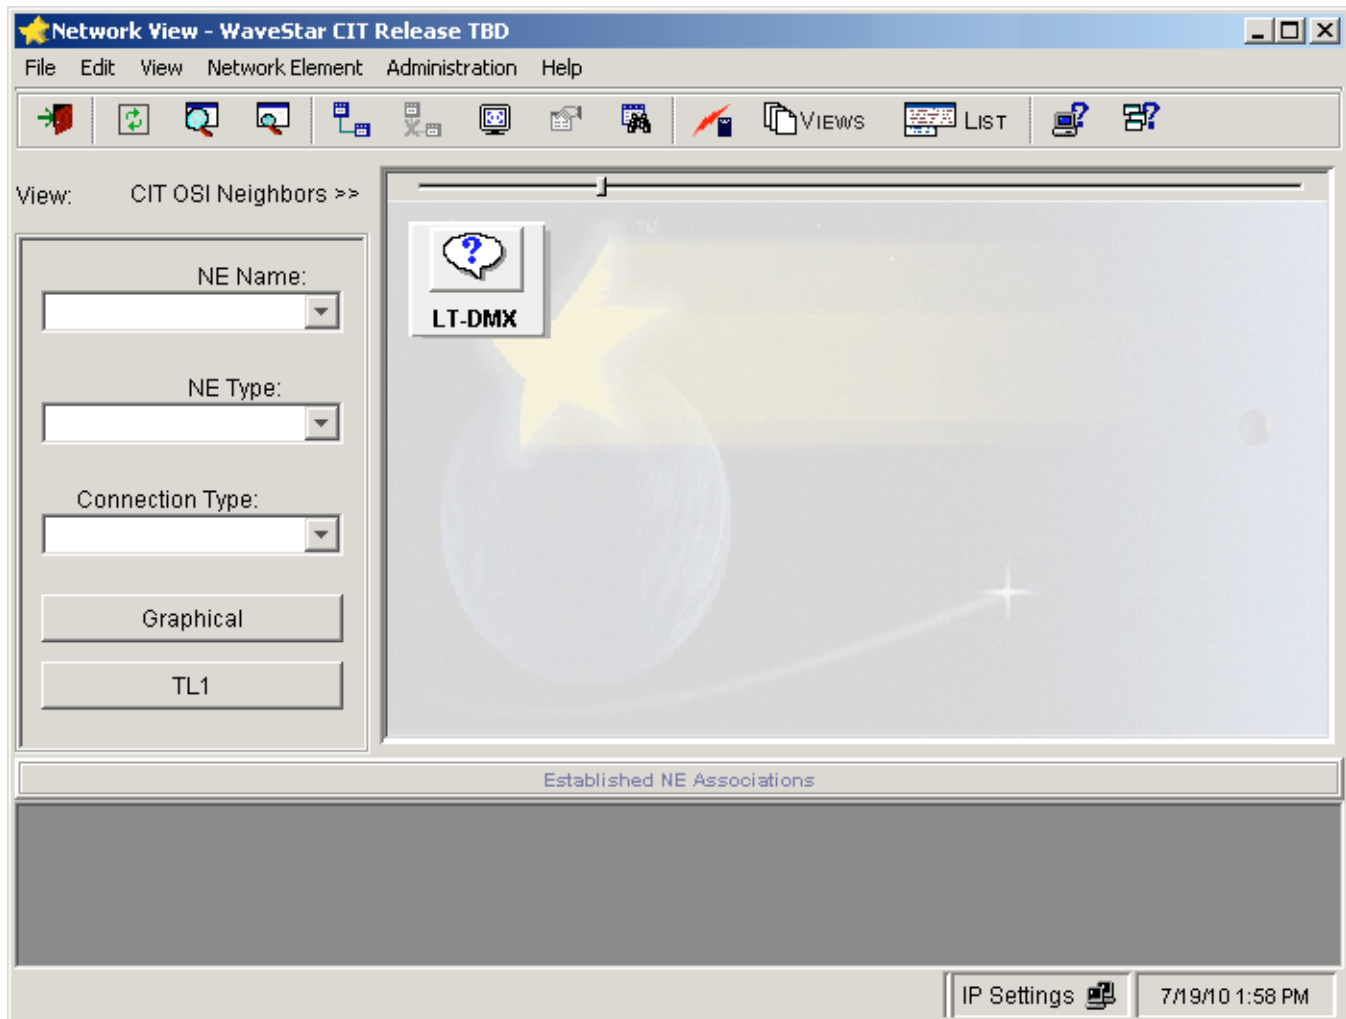 Network View - WaveStar CIT Release TBD
File Edit View Network Element Administration Help
VIEWS LIST
View: CIT OSI Neighbors >>
NE Name:
LT-DMX
NE Type:
Connection Type:
Graphical
TL1
Established NE Associations
IP Settings 7/19/10 1:58 PM